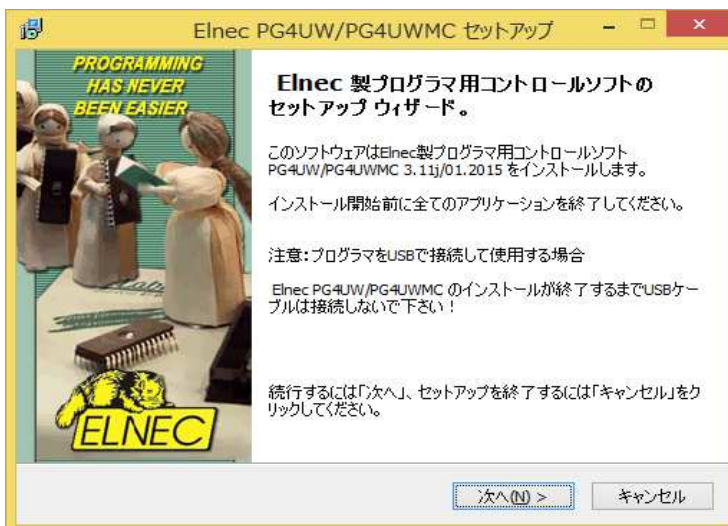 Elnec PG4UW/PG4UWMC セットアップ
PROGRAMMING
HAS NEVER
BEEN EASIER
Elnec 製プログラマ用コントロールソフトの
セットアップ ウィザード。
このソフトウェアはElnec製プログラマ用コントロールソフト
PG4UW/PG4UWMC 3.11j/01.2015 をインストールします。
インストール開始前に全てのアプリケーションを終了してください。
注意：プログラマをUSBで接続して使用する場合
Elnec PG4UW/PG4UWMC のインストールが終了するまでUSBケー
ブルは接続しないで下さい！
続行するには「次へ」、セットアップを終了するには「キャンセル」をク
リックしてください。
ELNEC
次へ(N) >
キャンセル